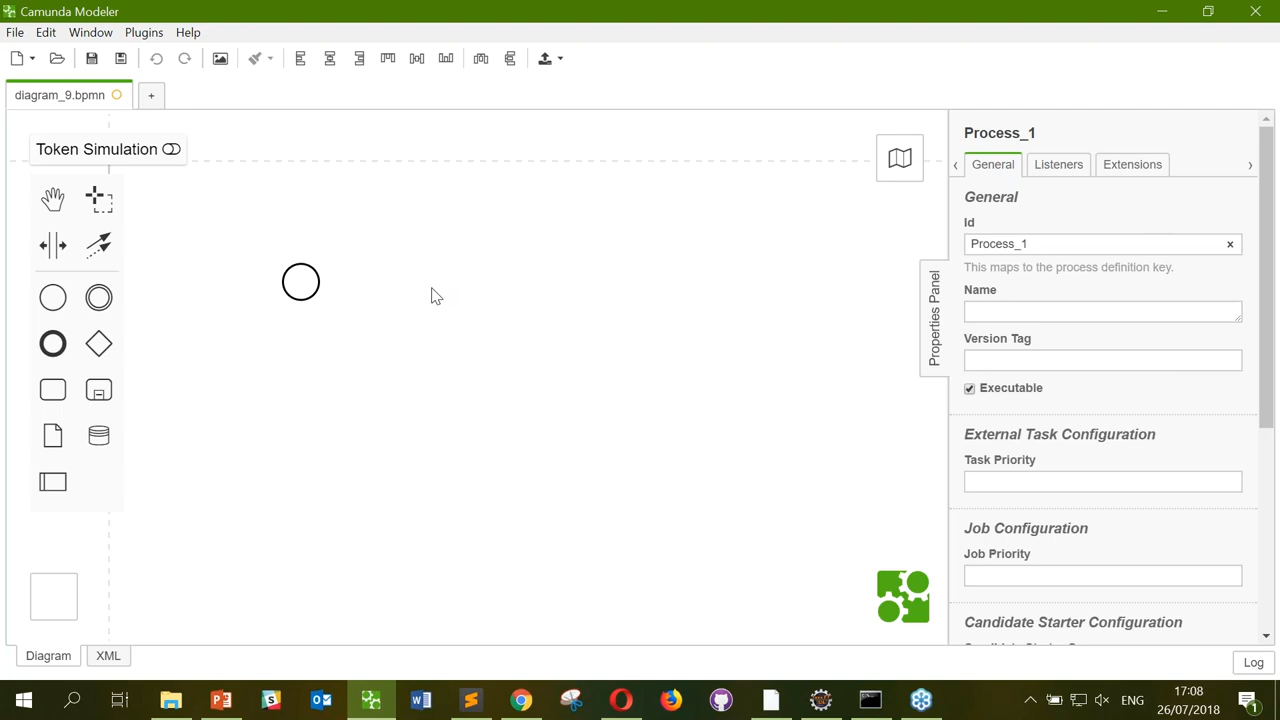 Camunda Modeler
File Edit Window Plugins Help
diagram_9.bpmn +
Token Simulation
Process_1
General Listeners Extensions
General
Id
Process_1
This maps to the process definition key.
Name
Version Tag
Executable
External Task Configuration
Task Priority
Job Configuration
Job Priority
Candidate Starter Configuration
Properties Panel
Diagram XML
Log
ENG
17:08
26/07/2018
1